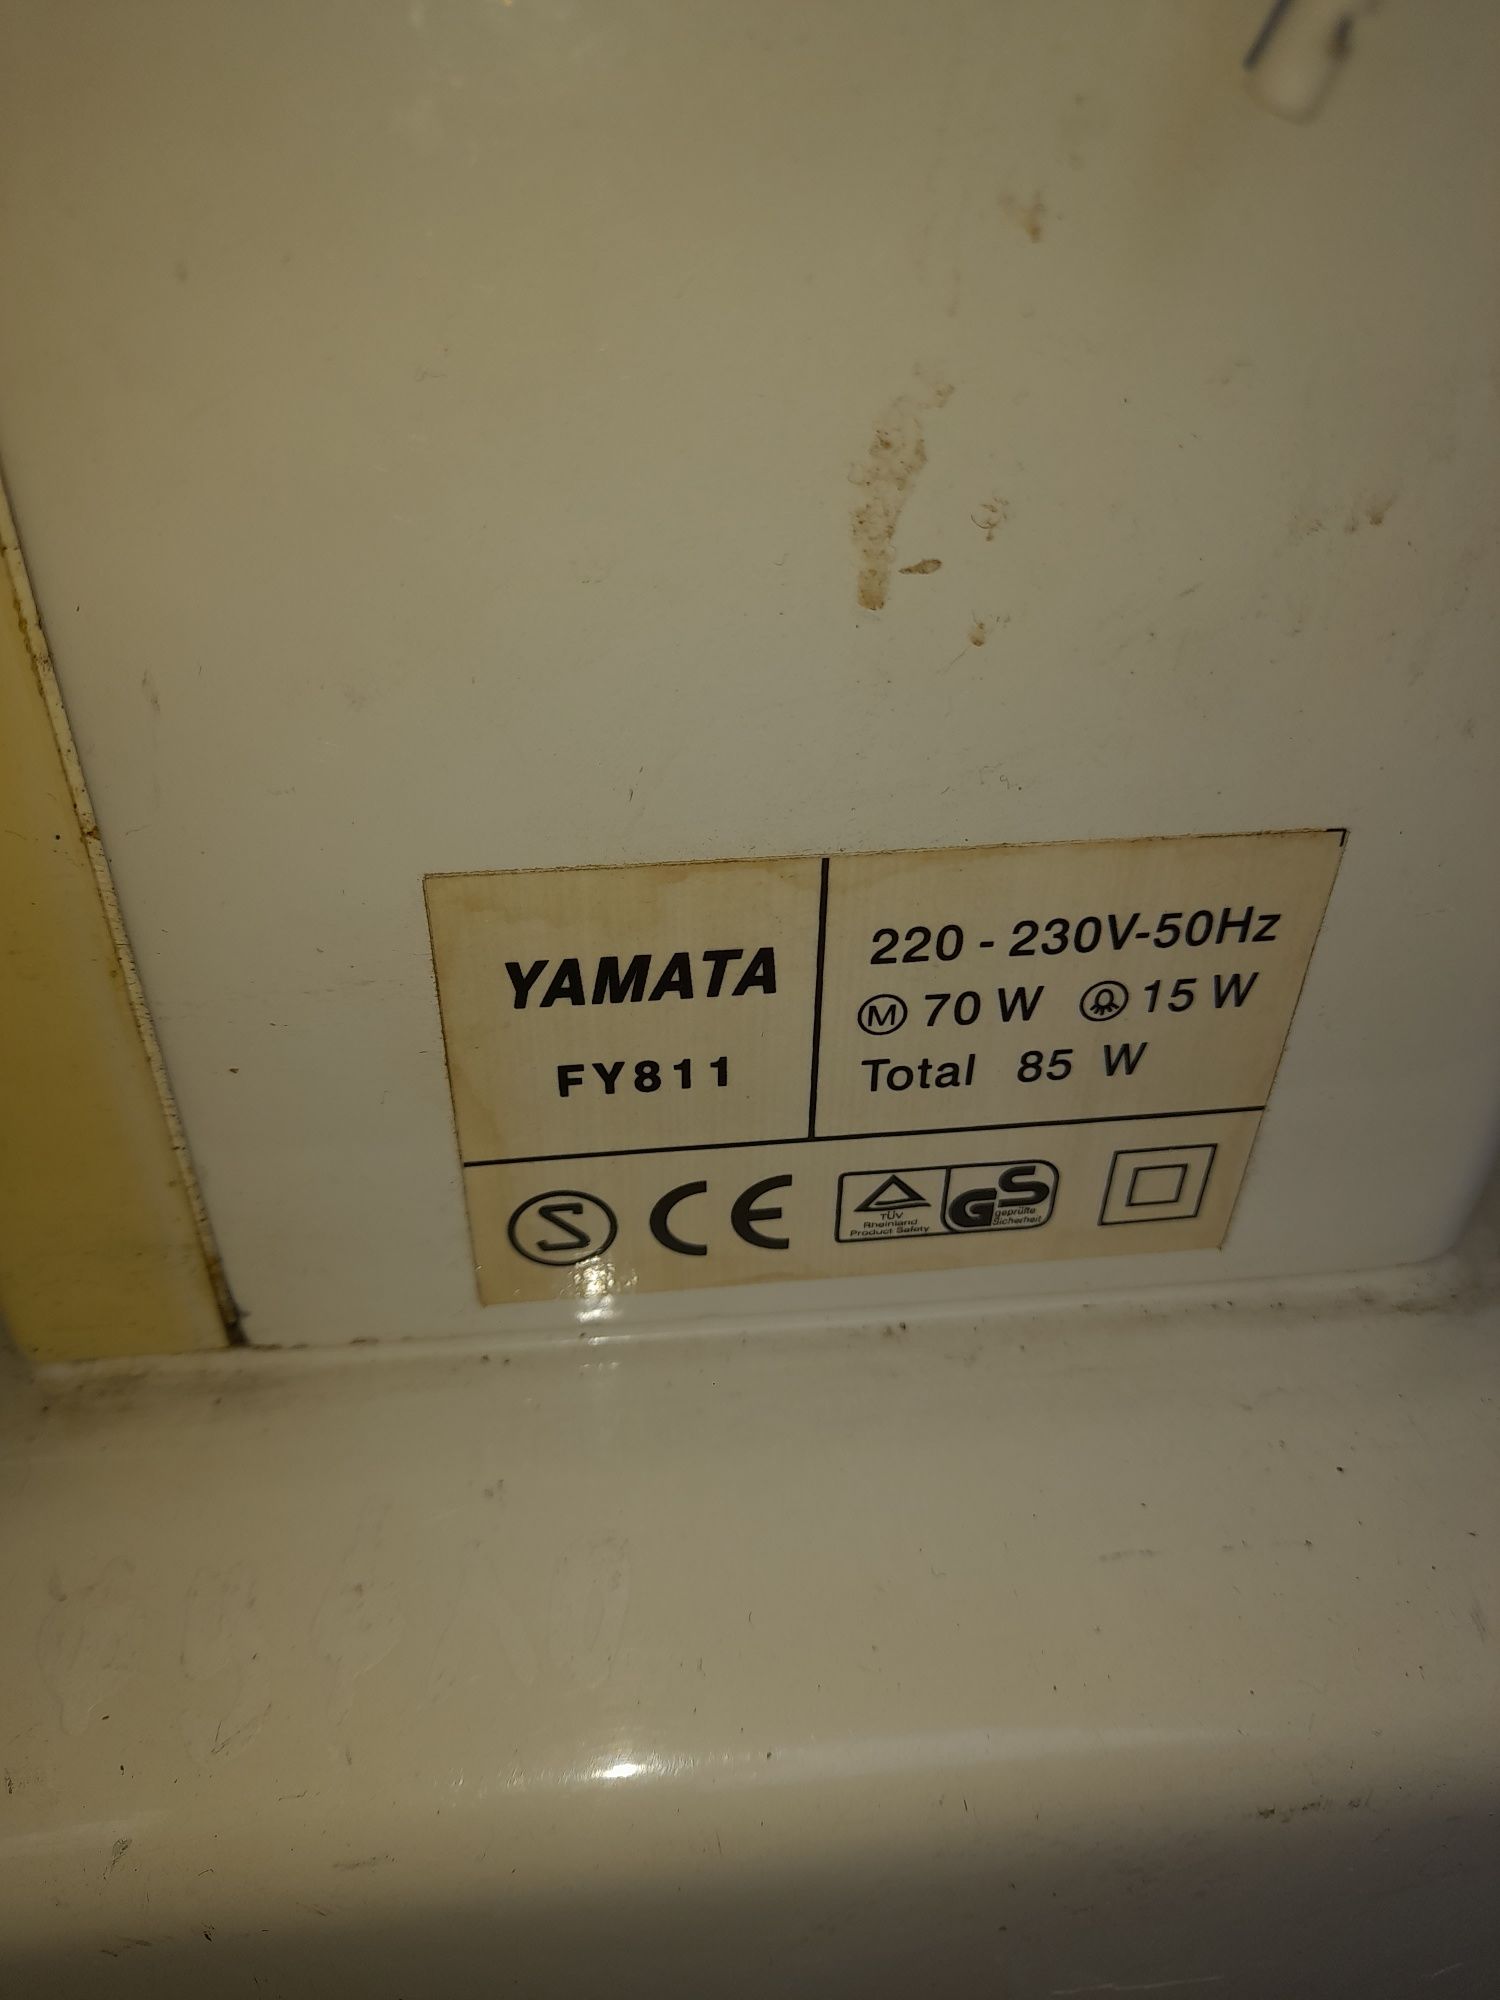 YAMATA
FY811
220 - 230V-50Hz
M 70 W 15 W
Total 85 W
S CE
TÜV
Rheinland
Product Safety
GS
geprüfte
Sicherheit